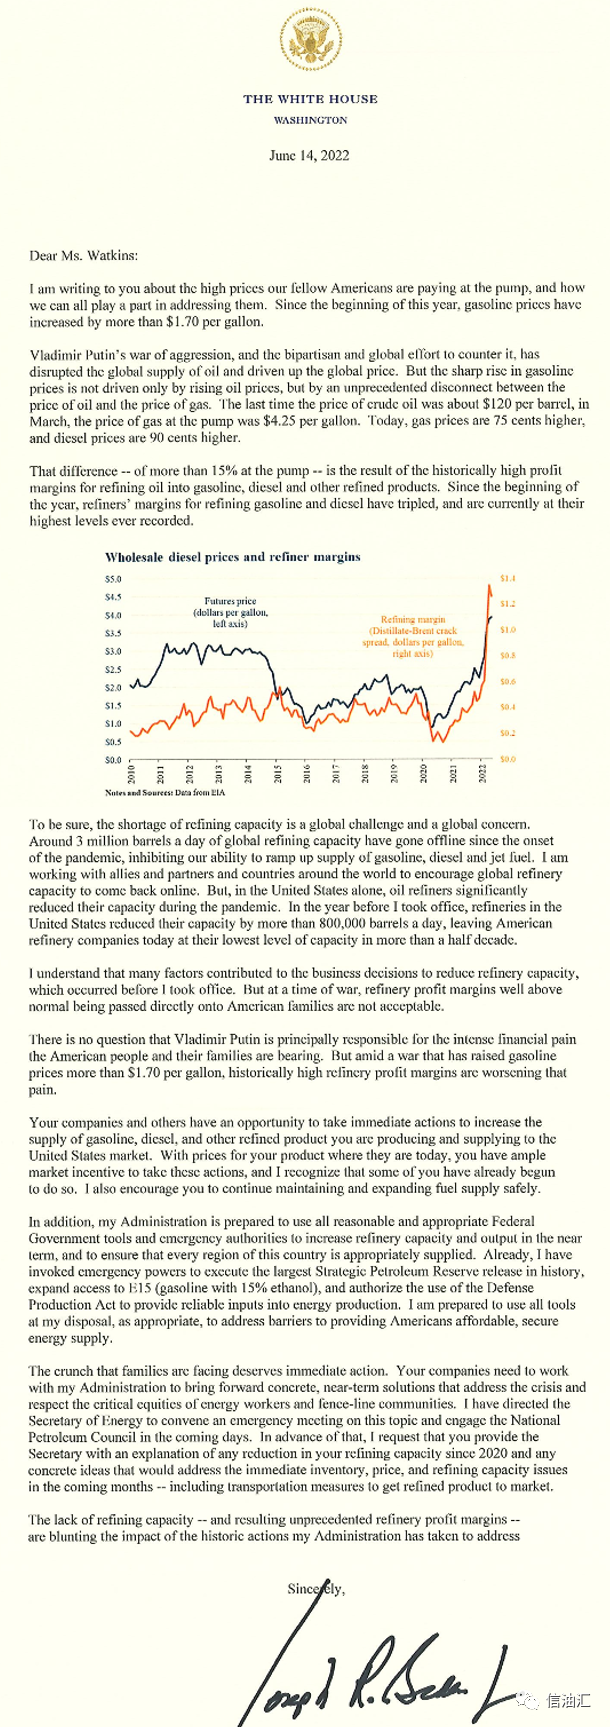 THE WHITE HOUSE
WASHINGTON
June 14, 2022
Dear Ms. Watkins:
I am writing to you about the high prices our fellow Americans are paying at the pump, and how
we can all play a part in addressing them. Since the beginning of this year, gasoline prices have
increased by more than $1.70 per gallon.
Vladimir Putin's war of aggression, and the bipartisan and global effort to counter it, has
disrupted the global supply of oil and driven up the global price. But the sharp rise in gasoline
prices is not driven only by rising oil prices, but by an unprecedented disconnect between the
price of oil and the price of gas. The last time the price of crude oil was about $120 per barrel, in
March, the price of gas at the pump was $4.25 per gallon. Today, gas prices are 75 cents higher,
and diesel prices are 90 cents higher.
That difference -- of more than 15% at the pump -- is the result of the historically high profit
margins for refining oil into gasoline, diesel and other refined products. Since the beginning of
the year, refiners' margins for refining gasoline and diesel have tripled, and are currently at their
highest levels ever recorded.
Wholesale diesel prices and refiner margins
$5.0
$4.5
$4.0
$3.5
$3.0
$2.5
$2.0
$1.5
$1.0
$0.5
$0.0
Futures price
(dollars per gallon,
left axis)
Refining margin
(Distillate-Brent crack
spread, dollars per gallon,
right axis)
$1.4
$1.2
$1.0
$0.8
$0.6
$0.4
$0.2
$0.0
2010 2011 2012 2013 2014 2015 2016 2017 2018 2019 2020 2021 2022
Notes and Sources: Data from EIA
To be sure, the shortage of refining capacity is a global challenge and a global concern.
Around 3 million barrels a day of global refining capacity have gone offline since the onset
of the pandemic, inhibiting our ability to ramp up supply of gasoline, diesel and jet fuel. I am
working with allies and partners and countries around the world to encourage global refinery
capacity to come back online. But, in the United States alone, oil refiners significantly
reduced their capacity during the pandemic. In the year before I took office, refineries in the
United States reduced their capacity by more than 800,000 barrels a day, leaving American
refinery companies today at their lowest level of capacity in more than a half decade.
I understand that many factors contributed to the business decisions to reduce refinery capacity,
which occurred before I took office. But at a time of war, refinery profit margins well above
normal being passed directly onto American families are not acceptable.
There is no question that Vladimir Putin is principally responsible for the intense financial pain
the American people and their families are bearing. But amid a war that has raised gasoline
prices more than $1.70 per gallon, historically high refinery profit margins are worsening that
pain.
Your companies and others have an opportunity to take immediate actions to increase the
supply of gasoline, diesel, and other refined product you are producing and supplying to the
United States market. With prices for your product where they are today, you have ample
market incentive to take these actions, and I recognize that some of you have already begun
to do so. I also encourage you to continue maintaining and expanding fuel supply safely.
In addition, my Administration is prepared to use all reasonable and appropriate Federal
Government tools and emergency authorities to increase refinery capacity and output in the near
term, and to ensure that every region of this country is appropriately supplied. Already, I have
invoked emergency powers to execute the largest Strategic Petroleum Reserve release in history,
expand access to E15 (gasoline with 15% ethanol), and authorize the use of the Defense
Production Act to provide reliable inputs into energy production. I am prepared to use all tools
at my disposal, as appropriate, to address barriers to providing Americans affordable, secure
energy supply.
The crunch that families are facing deserves immediate action. Your companies need to work
with my Administration to bring forward concrete, near-term solutions that address the crisis and
respect the critical equities of energy workers and fence-line communities. I have directed the
Secretary of Energy to convene an emergency meeting on this topic and engage the National
Petroleum Council in the coming days. In advance of that, I request that you provide the
Secretary with an explanation of any reduction in your refining capacity since 2020 and any
concrete ideas that would address the immediate inventory, price, and refining capacity issues
in the coming months -- including transportation measures to get refined product to market.
The lack of refining capacity -- and resulting unprecedented refinery profit margins --
are blunting the impact of the historic actions my Administration has taken to address
Sincerely,
Joseph R. Biden Jr
信油汇